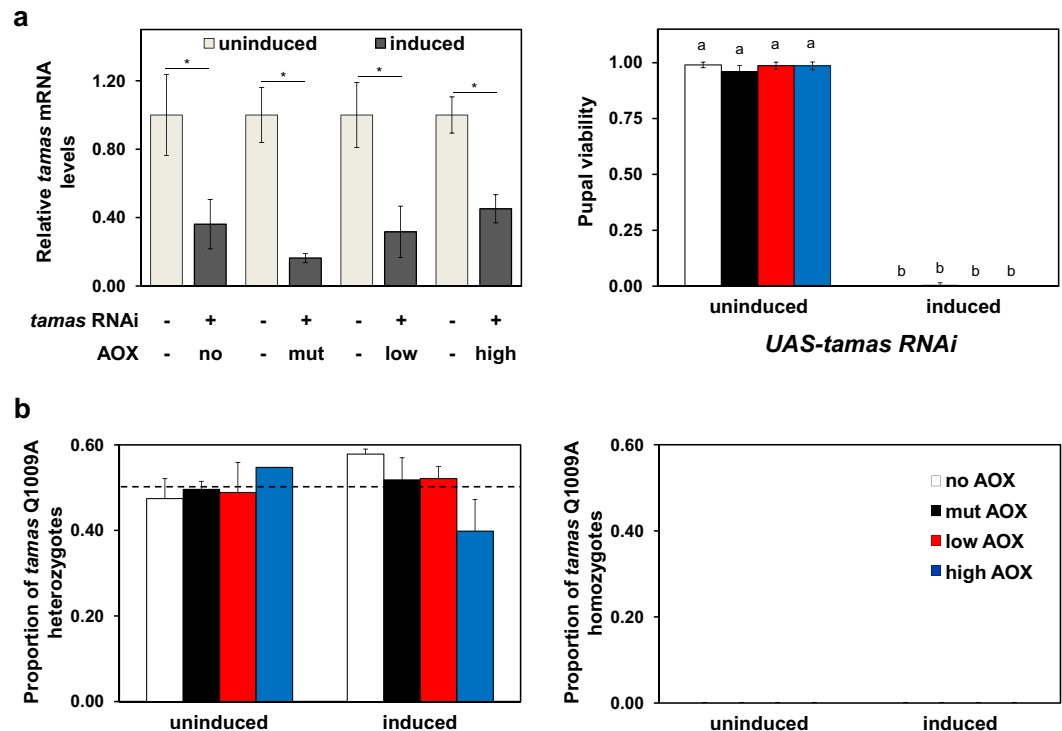 a
uninduced induced
Relative tamas mRNA
levels
1.20
0.80
0.40
0.00
* * * *
tamas RNAi - + - + - + - +
AOX - no - mut - low - high
Pupal viability
1.00
0.75
0.50
0.25
0.00
a a a a
b b b b
uninduced induced
UAS-tamas RNAi
b
Proportion of tamas Q1009A
heterozygotes
0.60
0.40
0.20
0.00
uninduced induced
Proportion of tamas Q1009A
homozygotes
0.60
0.40
0.20
0.00
no AOX
mut AOX
low AOX
high AOX
uninduced induced